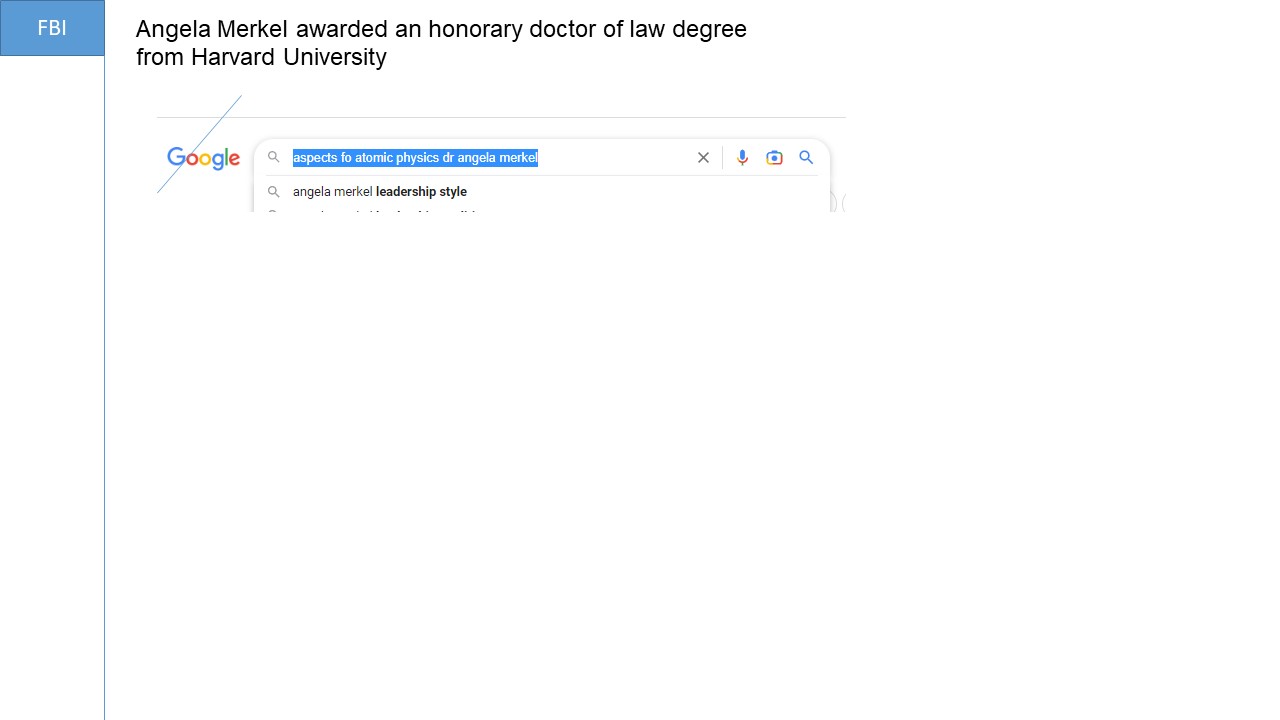 FBI
Angela Merkel awarded an honorary doctor of law degree
from Harvard University
Google
aspects fo atomic physics dr angela merkel
angela merkel leadership style